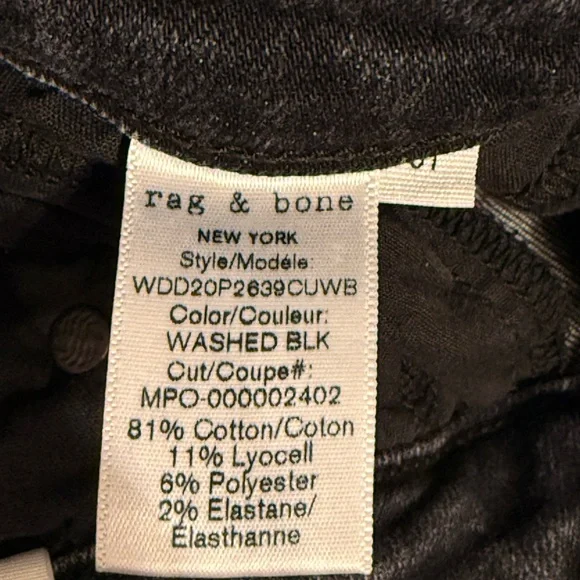 rag & bone
NEW YORK
Style/Modéle:
WDD20P2639CUWB
Color/Couleur:
WASHED BLK
Cut/Coupe#:
MPO-000002402
81% Cotton/Coton
11% Lyocell
6% Polyester
2% Elastane/
Élasthanne